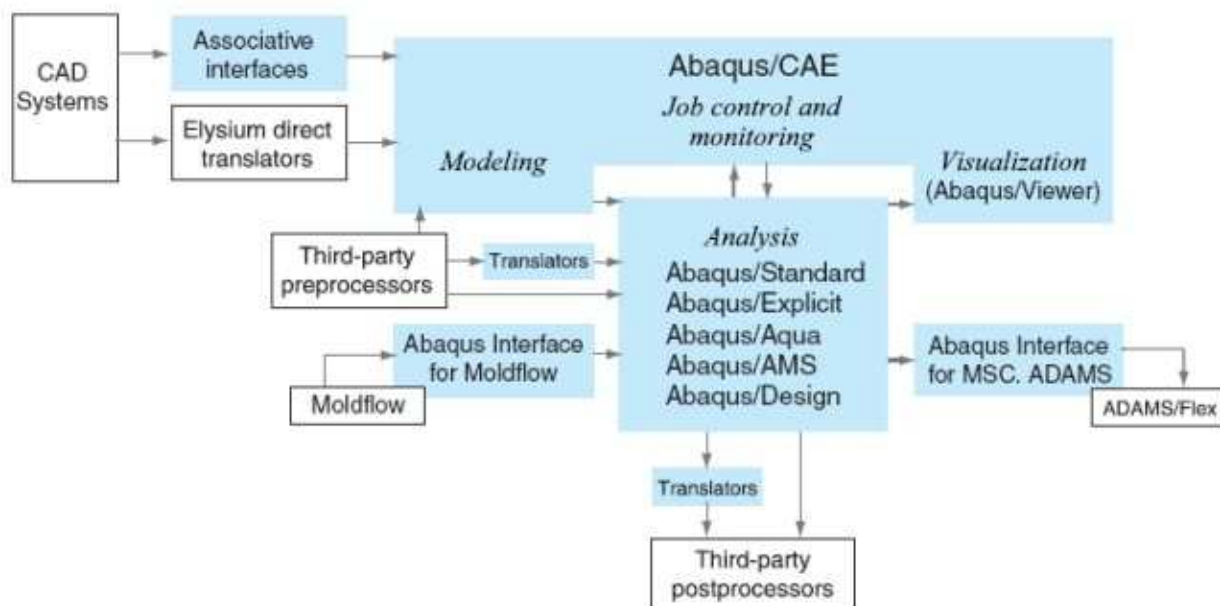 CAD
Systems
Associative
interfaces
Elysium direct
translators
Abaqus/CAE
Job control and
monitoring
Modeling
Visualization
(Abaqus/Viewer)
Third-party
preprocessors
Translators
Analysis
Abaqus/Standard
Abaqus/Explicit
Abaqus/Aqua
Abaqus/AMS
Abaqus/Design
Abaqus Interface
for Moldflow
Moldflow
Abaqus Interface
for MSC. ADAMS
ADAMS/Flex
Translators
Third-party
postprocessors